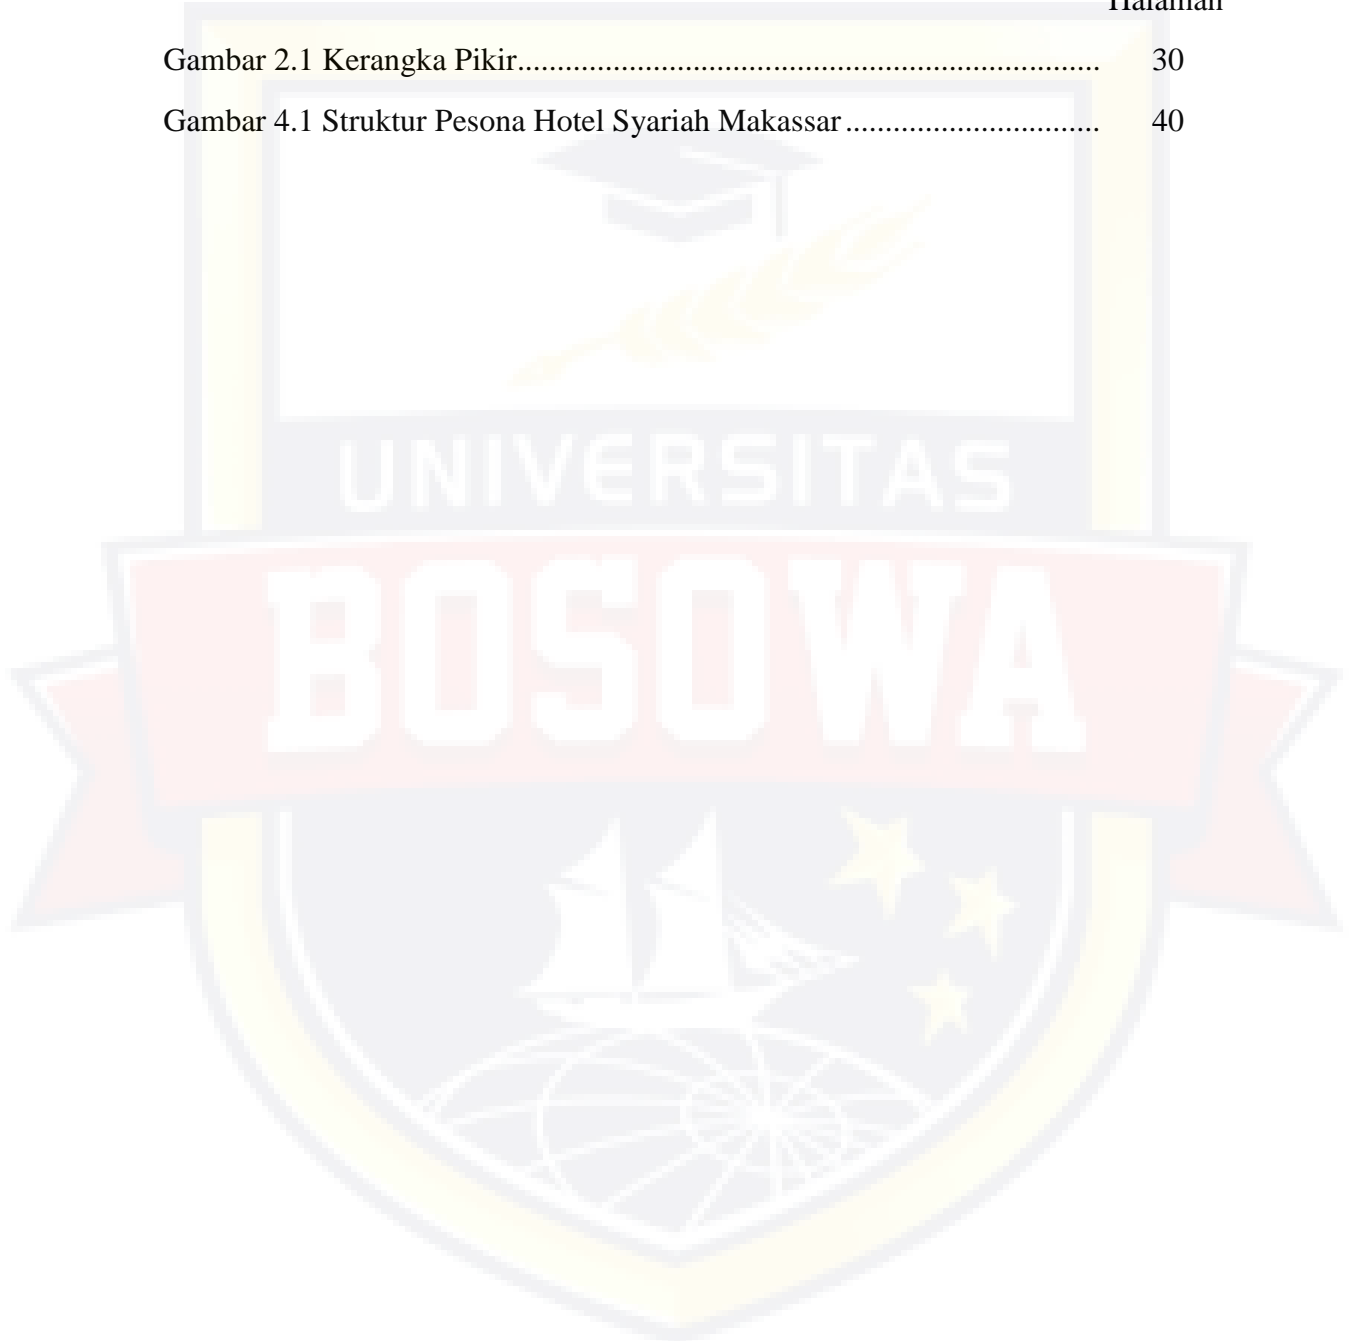 Halaman
Gambar 2.1 Kerangka Pikir........................................................................... 30
Gambar 4.1 Struktur Pesona Hotel Syariah Makassar................................ 40
UNIVERSITAS
BOSOWA